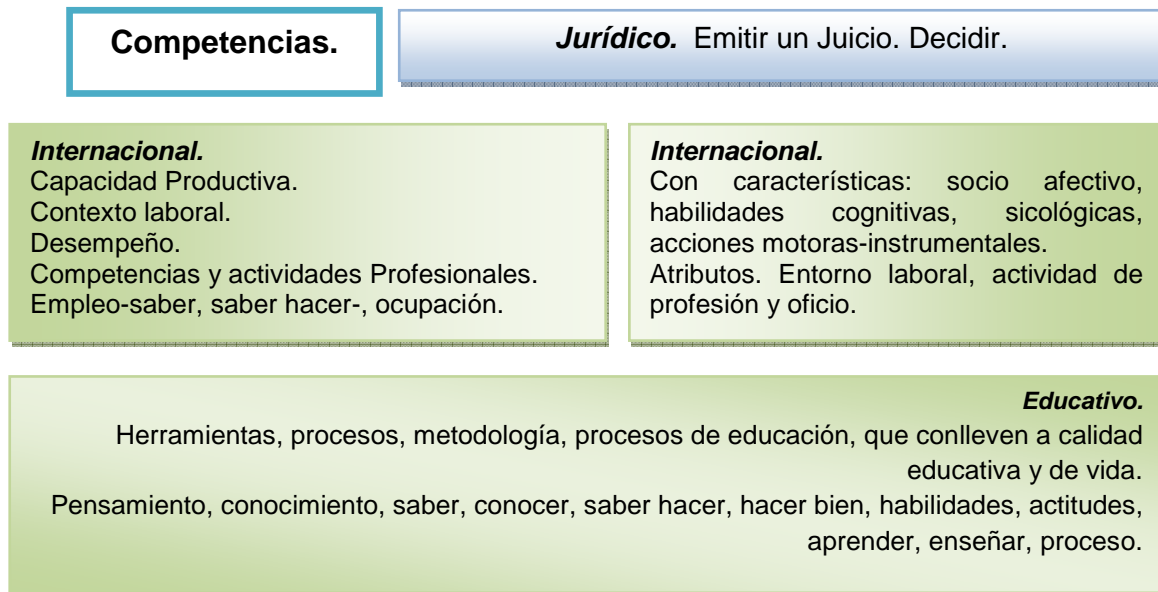 Competencias.
Jurídico. Emitir un Juicio. Decidir.
Internacional.
Capacidad Productiva.
Contexto laboral.
Desempeño.
Competencias y actividades Profesionales.
Empleo-saber, saber hacer-, ocupación.
Internacional.
Con características: socio afectivo,
habilidades cognitivas, sicológicas,
acciones motoras-instrumentales.
Atributos. Entorno laboral, actividad de
profesión y oficio.
Educativo.
Herramientas, procesos, metodología, procesos de educación, que conlleven a calidad
educativa y de vida.
Pensamiento, conocimiento, saber, conocer, saber hacer, hacer bien, habilidades, actitudes,
aprender, enseñar, proceso.